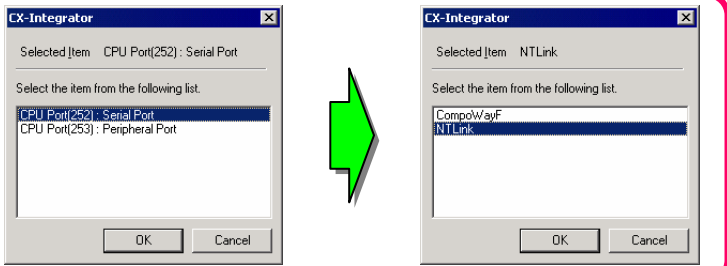 CX-Integrator
Selected Item CPU Port(252) : Serial Port
Select the item from the following list.
CPU Port(252) : Serial Port
CPU Port(253) : Peripheral Port
OK Cancel
CX-Integrator
Selected Item NTLink
Select the item from the following list.
CompoWayF
NTLink
OK Cancel